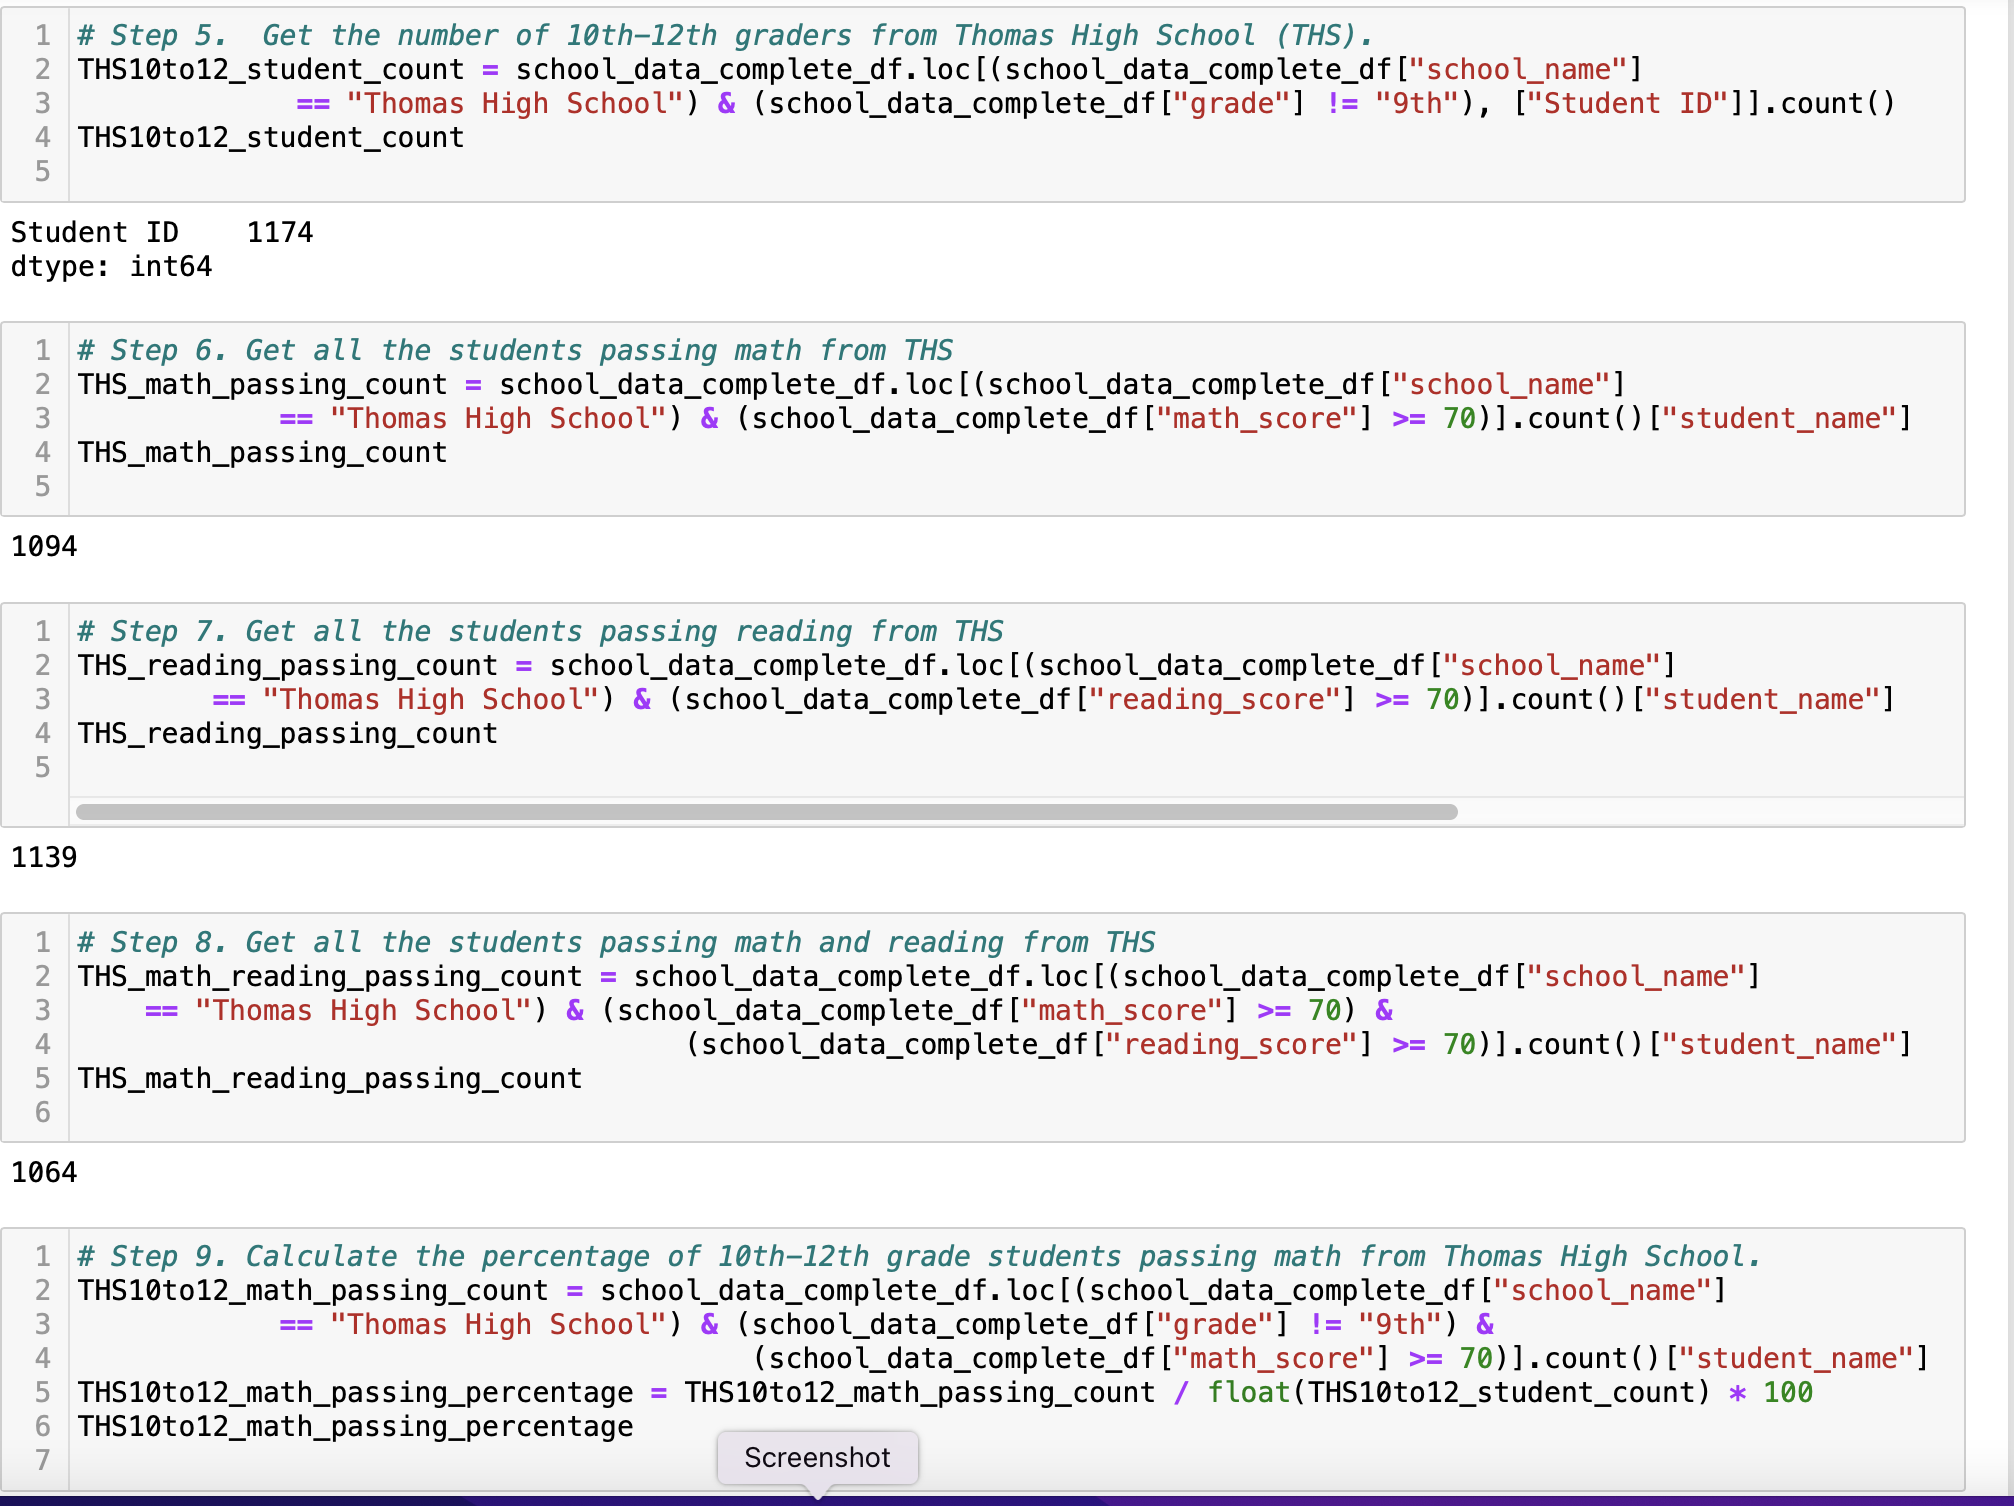 1 # Step 5.  Get the number of 10th-12th graders from Thomas High School (THS).
2 THS10to12_student_count = school_data_complete_df.loc[(school_data_complete_df["school_name"]
3              == "Thomas High School") & (school_data_complete_df["grade"] != "9th"), ["Student ID"]].count()
4 THS10to12_student_count
5
Student ID    1174
dtype: int64
1 # Step 6. Get all the students passing math from THS
2 THS_math_passing_count = school_data_complete_df.loc[(school_data_complete_df["school_name"]
3             == "Thomas High School") & (school_data_complete_df["math_score"] >= 70)].count()["student_name"]
4 THS_math_passing_count
5
1094
1 # Step 7. Get all the students passing reading from THS
2 THS_reading_passing_count = school_data_complete_df.loc[(school_data_complete_df["school_name"]
3         == "Thomas High School") & (school_data_complete_df["reading_score"] >= 70)].count()["student_name"]
4 THS_reading_passing_count
5
1139
1 # Step 8. Get all the students passing math and reading from THS
2 THS_math_reading_passing_count = school_data_complete_df.loc[(school_data_complete_df["school_name"]
3     == "Thomas High School") & (school_data_complete_df["math_score"] >= 70) &
4                                     (school_data_complete_df["reading_score"] >= 70)].count()["student_name"]
5 THS_math_reading_passing_count
6
1064
1 # Step 9. Calculate the percentage of 10th-12th grade students passing math from Thomas High School.
2 THS10to12_math_passing_count = school_data_complete_df.loc[(school_data_complete_df["school_name"]
3             == "Thomas High School") & (school_data_complete_df["grade"] != "9th") &
4                                         (school_data_complete_df["math_score"] >= 70)].count()["student_name"]
5 THS10to12_math_passing_percentage = THS10to12_math_passing_count / float(THS10to12_student_count) * 100
6 THS10to12_math_passing_percentage
7
Screenshot